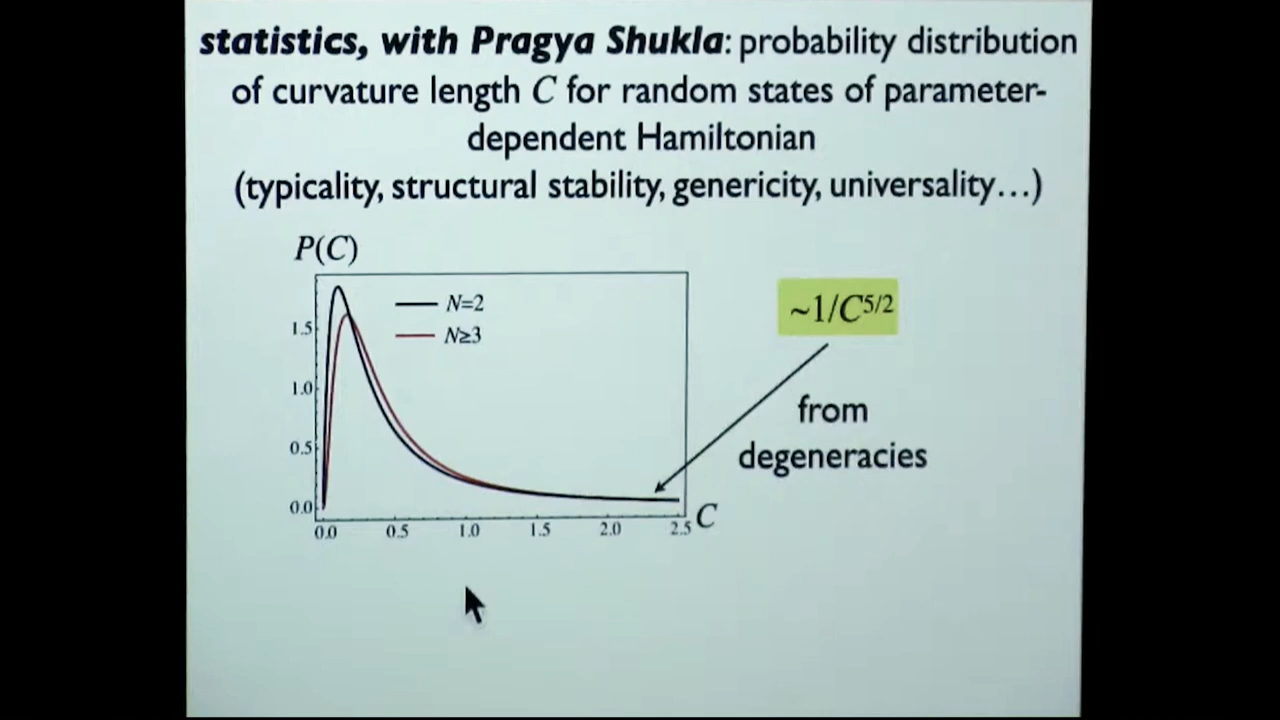 statistics, with Pragya Shukla: probability distribution
of curvature length C for random states of parameter-
dependent Hamiltonian
(typicality, structural stability, genericity, universality…)
P(C)
N=2
N≥3
1.5
1.0
0.5
0.0
0.0 0.5 1.0 1.5 2.0 2.5
C
~1/C^5/2
from
degeneracies